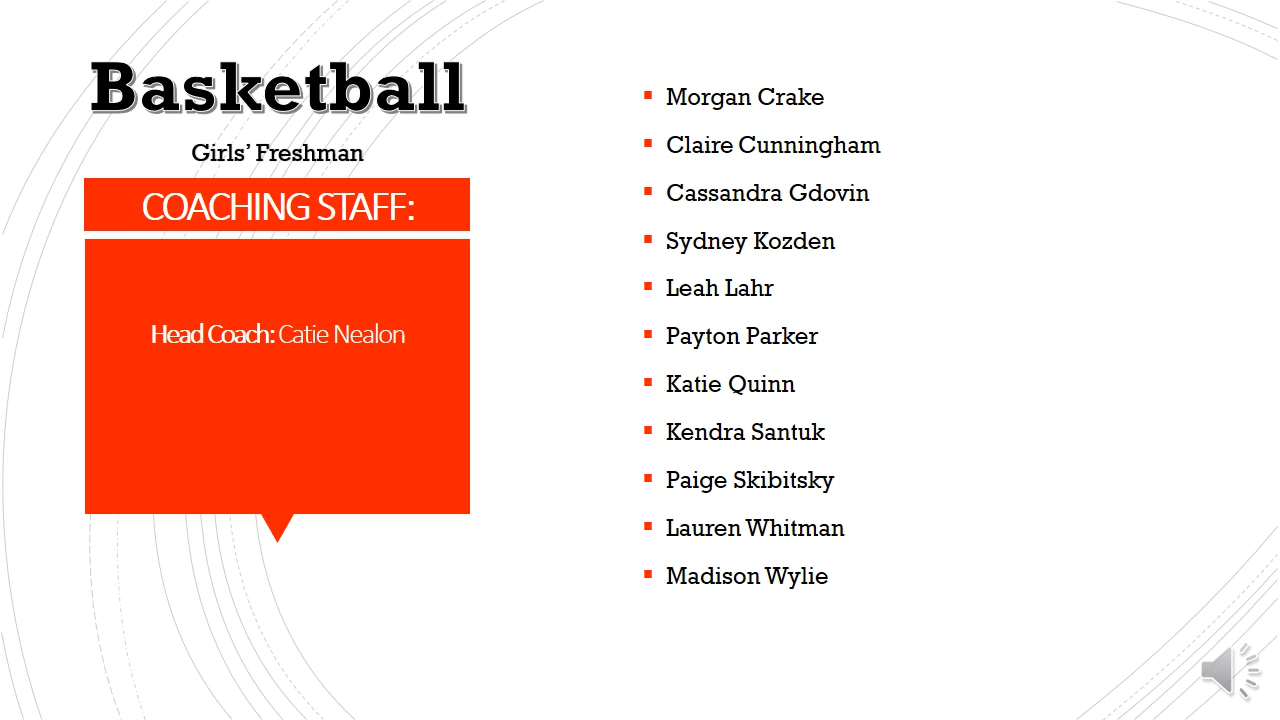 Basketball
Girls’ Freshman
COACHING STAFF:
Head Coach: Catie Nealon
Morgan Crake
Claire Cunningham
Cassandra Gdovin
Sydney Kozden
Leah Lahr
Payton Parker
Katie Quinn
Kendra Santuk
Paige Skibitsky
Lauren Whitman
Madison Wylie